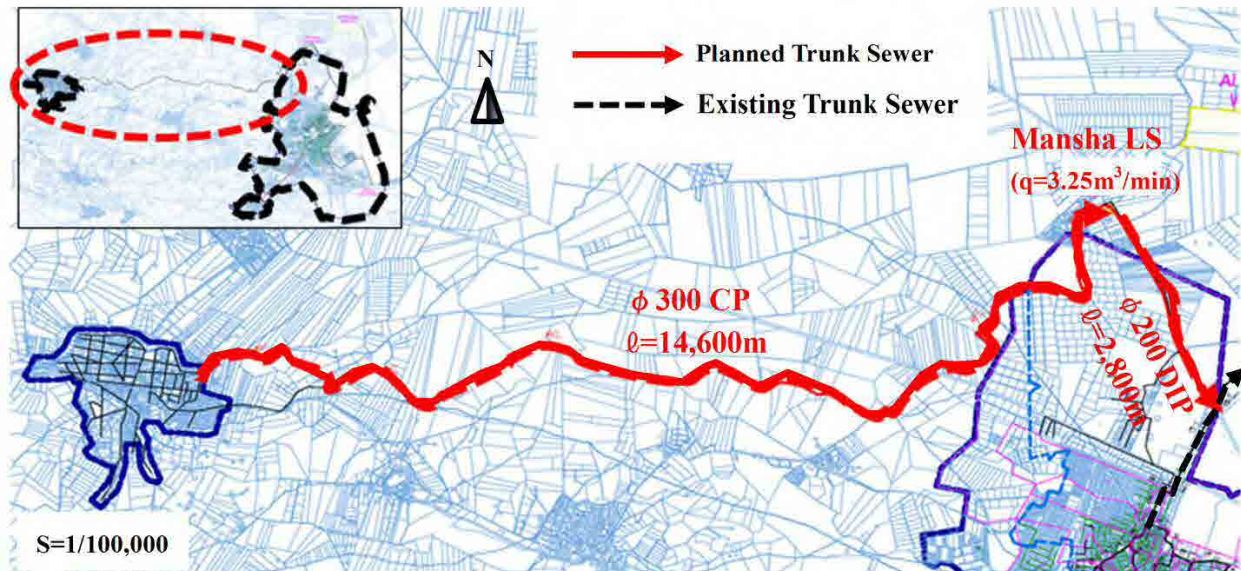 N
Planned Trunk Sewer
Existing Trunk Sewer
AL
Mansha LS
(q=3.25m³/min)
ϕ 300 CP
ℓ=14,600m
ϕ 200 DIP
ℓ=2,800m
S=1/100,000